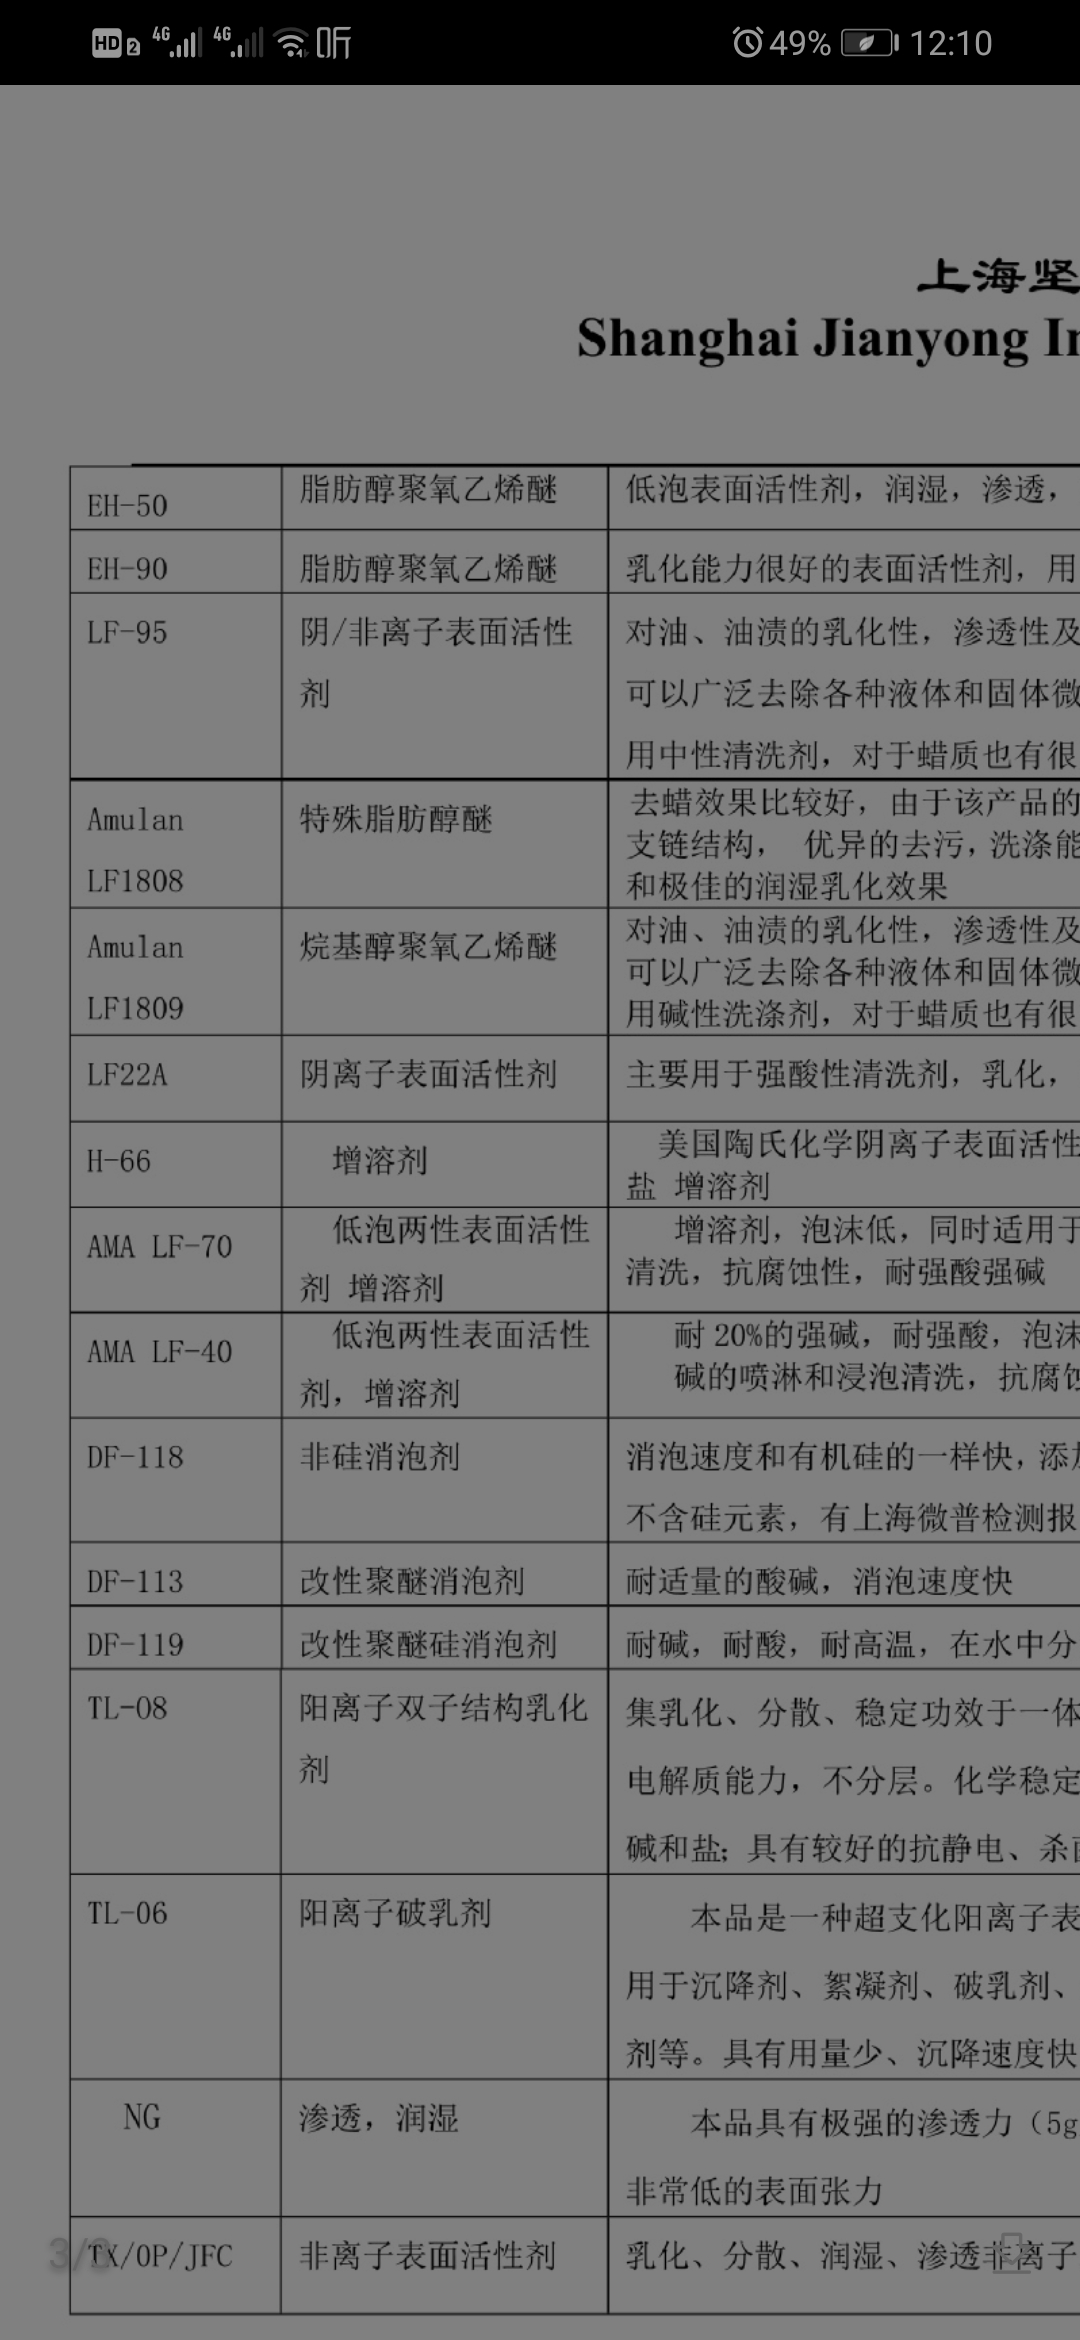 HD 2 4G 4G 听 49% 12:10
上海坚
Shanghai Jianyong In
EH-50 脂肪醇聚氧乙烯醚 低泡表面活性剂，润湿，渗透，
EH-90 脂肪醇聚氧乙烯醚 乳化能力很好的表面活性剂，用
LF-95 阴/非离子表面活性 对油、油渍的乳化性，渗透性及
剂 可以广泛去除各种液体和固体微
用中性清洗剂，对于蜡质也有很
Amulan 特殊脂肪醇醚 去蜡效果比较好，由于该产品的
支链结构， 优异的去污，洗涤能
LF1808 和极佳的润湿乳化效果
Amulan 烷基醇聚氧乙烯醚 对油、油渍的乳化性，渗透性及
可以广泛去除各种液体和固体微
LF1809 用碱性洗涤剂，对于蜡质也有很
LF22A 阴离子表面活性剂 主要用于强酸性清洗剂，乳化，
H-66 增溶剂 美国陶氏化学阴离子表面活性
盐 增溶剂
AMA LF-70 低泡两性表面活性 增溶剂，泡沫低，同时适用于
剂 增溶剂 清洗，抗腐蚀性，耐强酸强碱
AMA LF-40 低泡两性表面活性 耐 20%的强碱，耐强酸，泡沫
剂，增溶剂 碱的喷淋和浸泡清洗，抗腐蚀
DF-118 非硅消泡剂 消泡速度和有机硅的一样快，添加
不含硅元素，有上海微普检测报
DF-113 改性聚醚消泡剂 耐适量的酸碱，消泡速度快
DF-119 改性聚醚硅消泡剂 耐碱，耐酸，耐高温，在水中分
TL-08 阳离子双子结构乳化 集乳化、分散、稳定功效于一体
剂 电解质能力，不分层。化学稳定
碱和盐；具有较好的抗静电、杀菌
TL-06 阳离子破乳剂 本品是一种超支化阳离子表
用于沉降剂、絮凝剂、破乳剂、
剂等。具有用量少、沉降速度快
NG 渗透，润湿 本品具有极强的渗透力（5g
非常低的表面张力
3/3
TX/OP/JFC 非离子表面活性剂 乳化、分散、润湿、渗透非离子